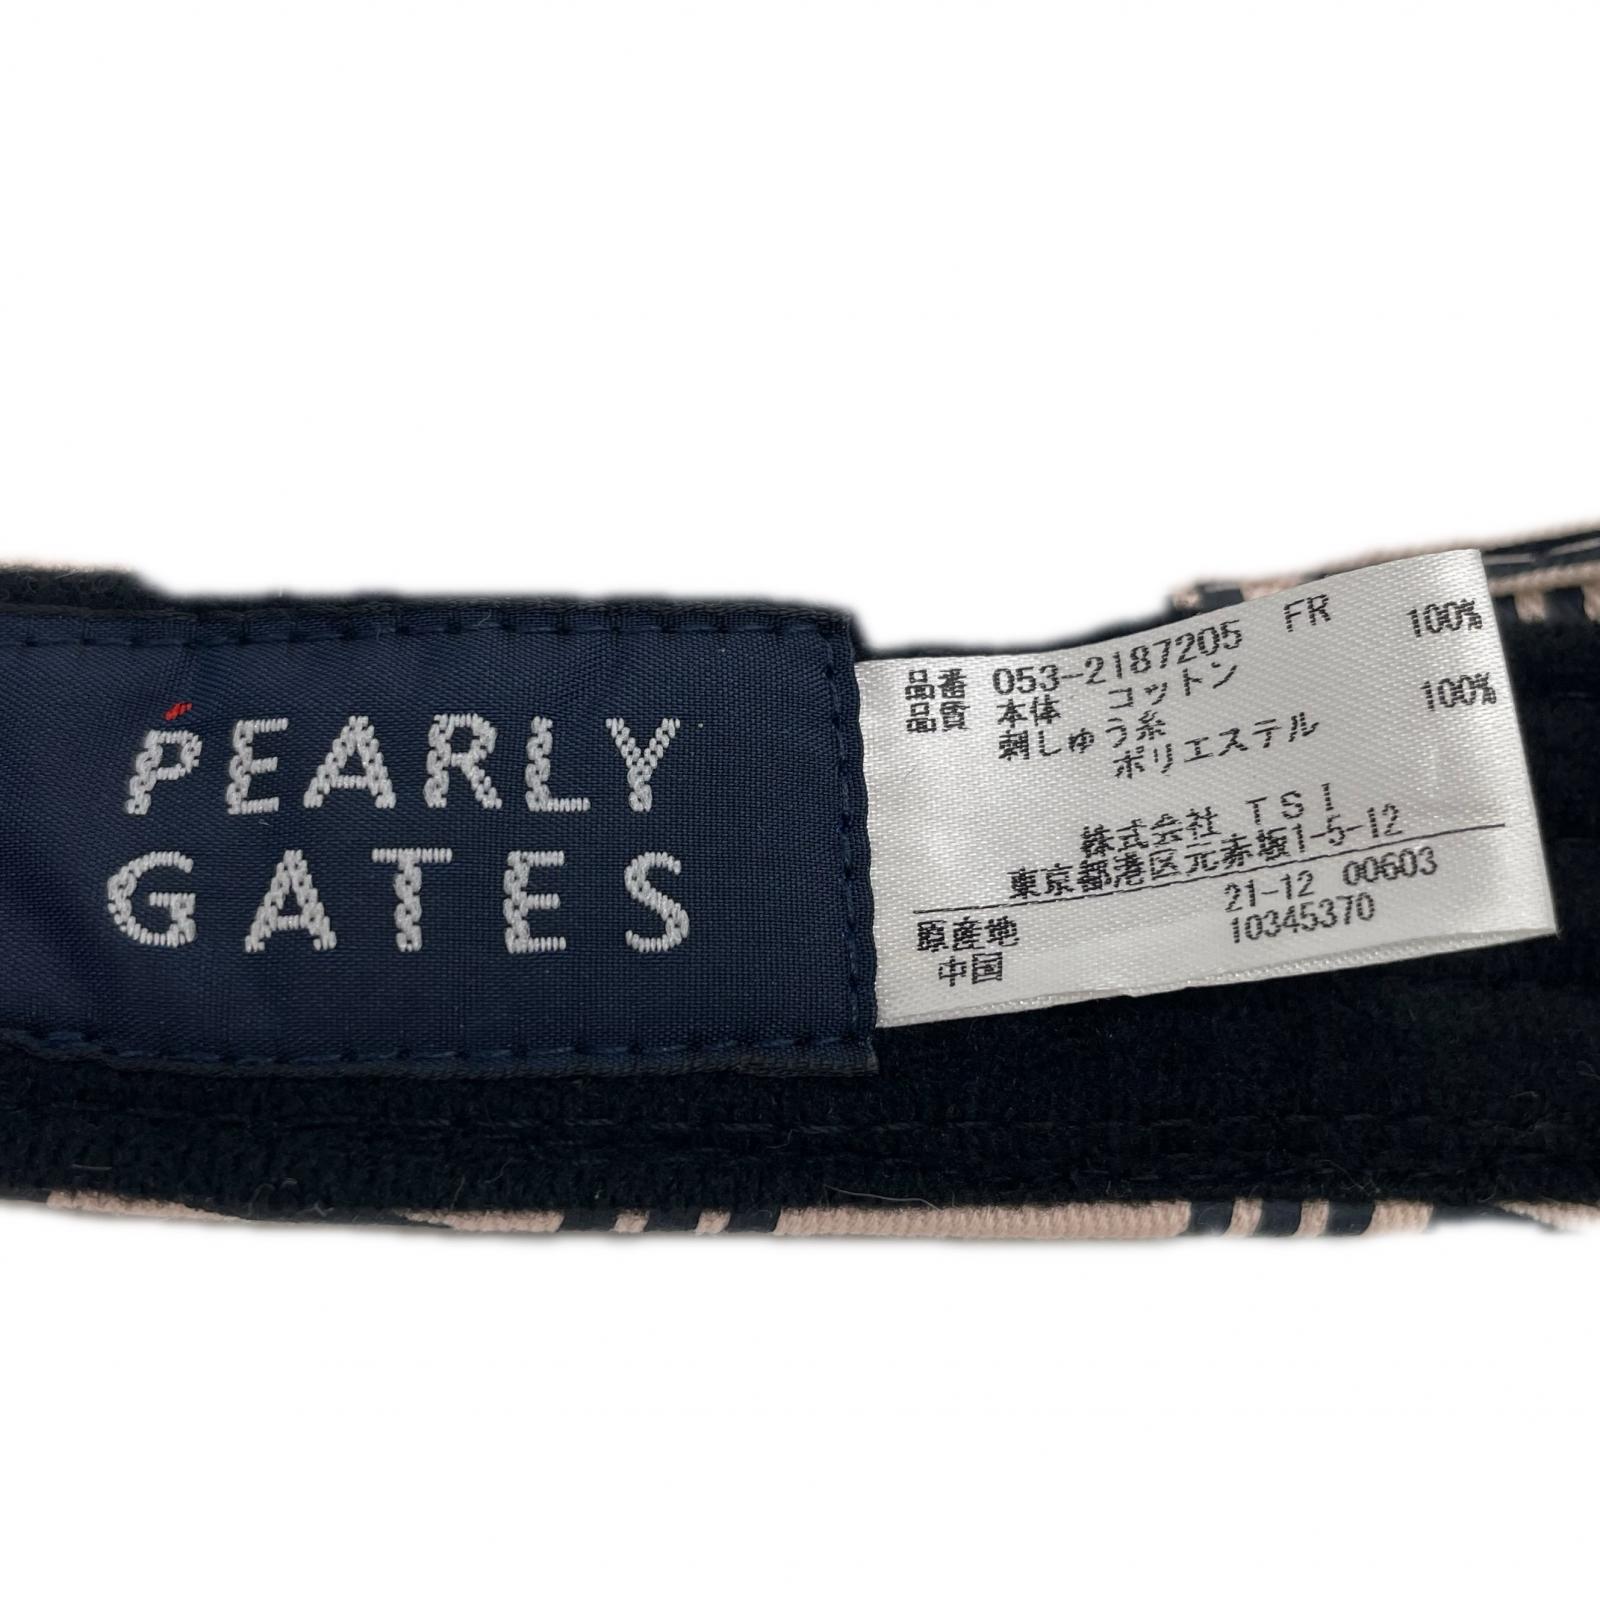 PEARLY
GATES
品番 053-2187205 FR
品質 本体 コットン 100%
刺しゅう糸
ポリエステル 100%
株式会社 TSI
東京都港区元赤坂1-5-12
原産地 21-12 00603
中国 10345370